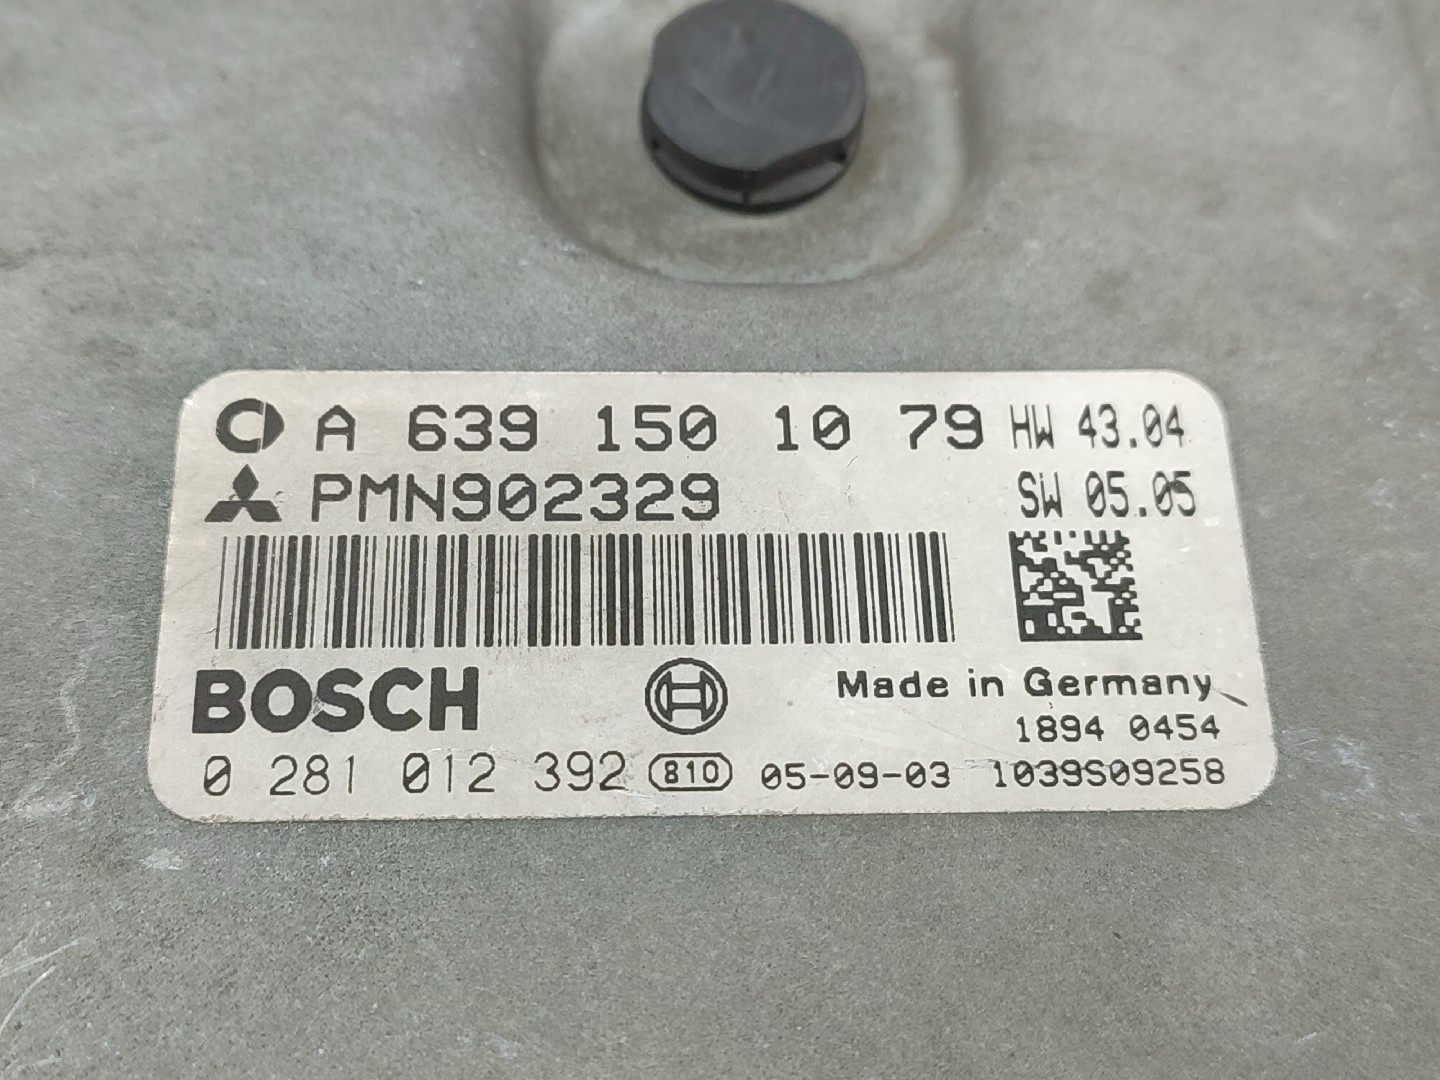 A 639 150 10 79 HW 43.04
PMN902329 SW 05.05
BOSCH
Made in Germany
1894 0454
0 281 012 392 810 05-09-03 1039S09258